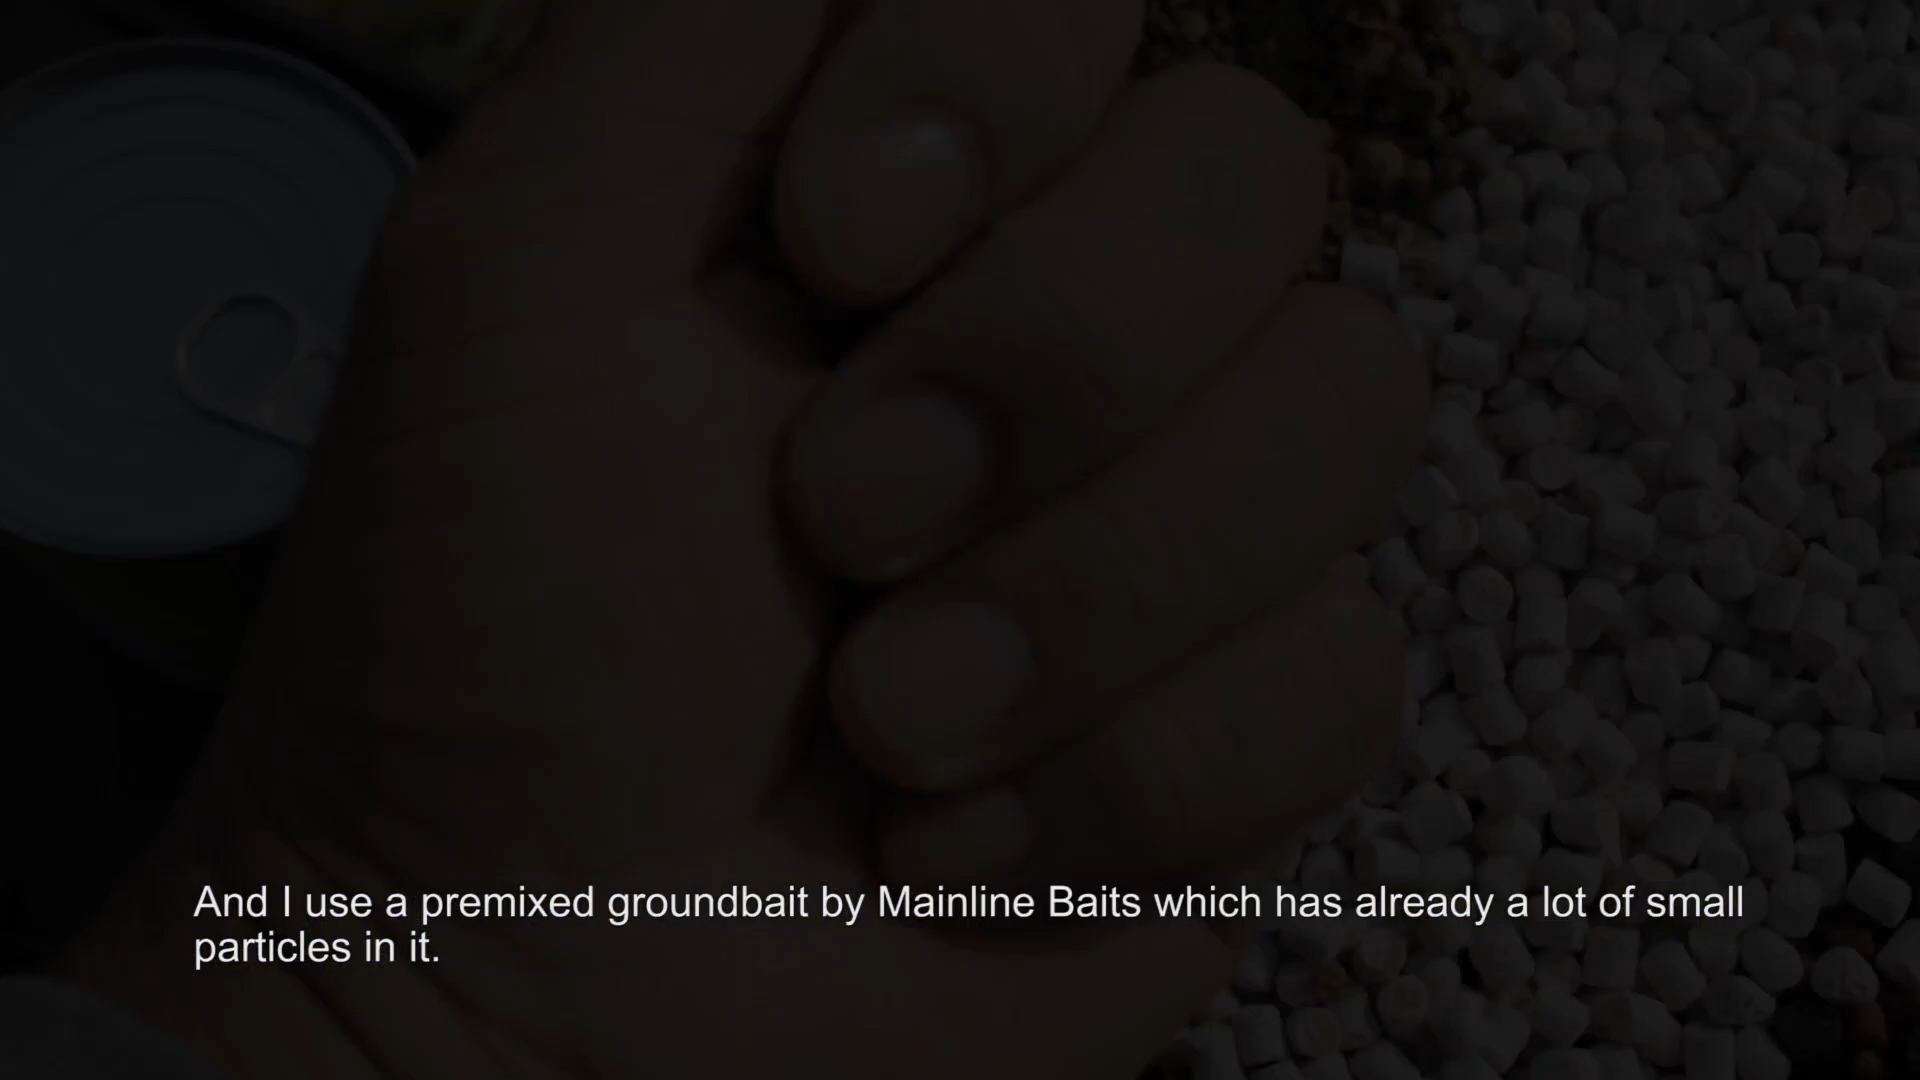 And I use a premixed groundbait by Mainline Baits which has already a lot of small
particles in it.